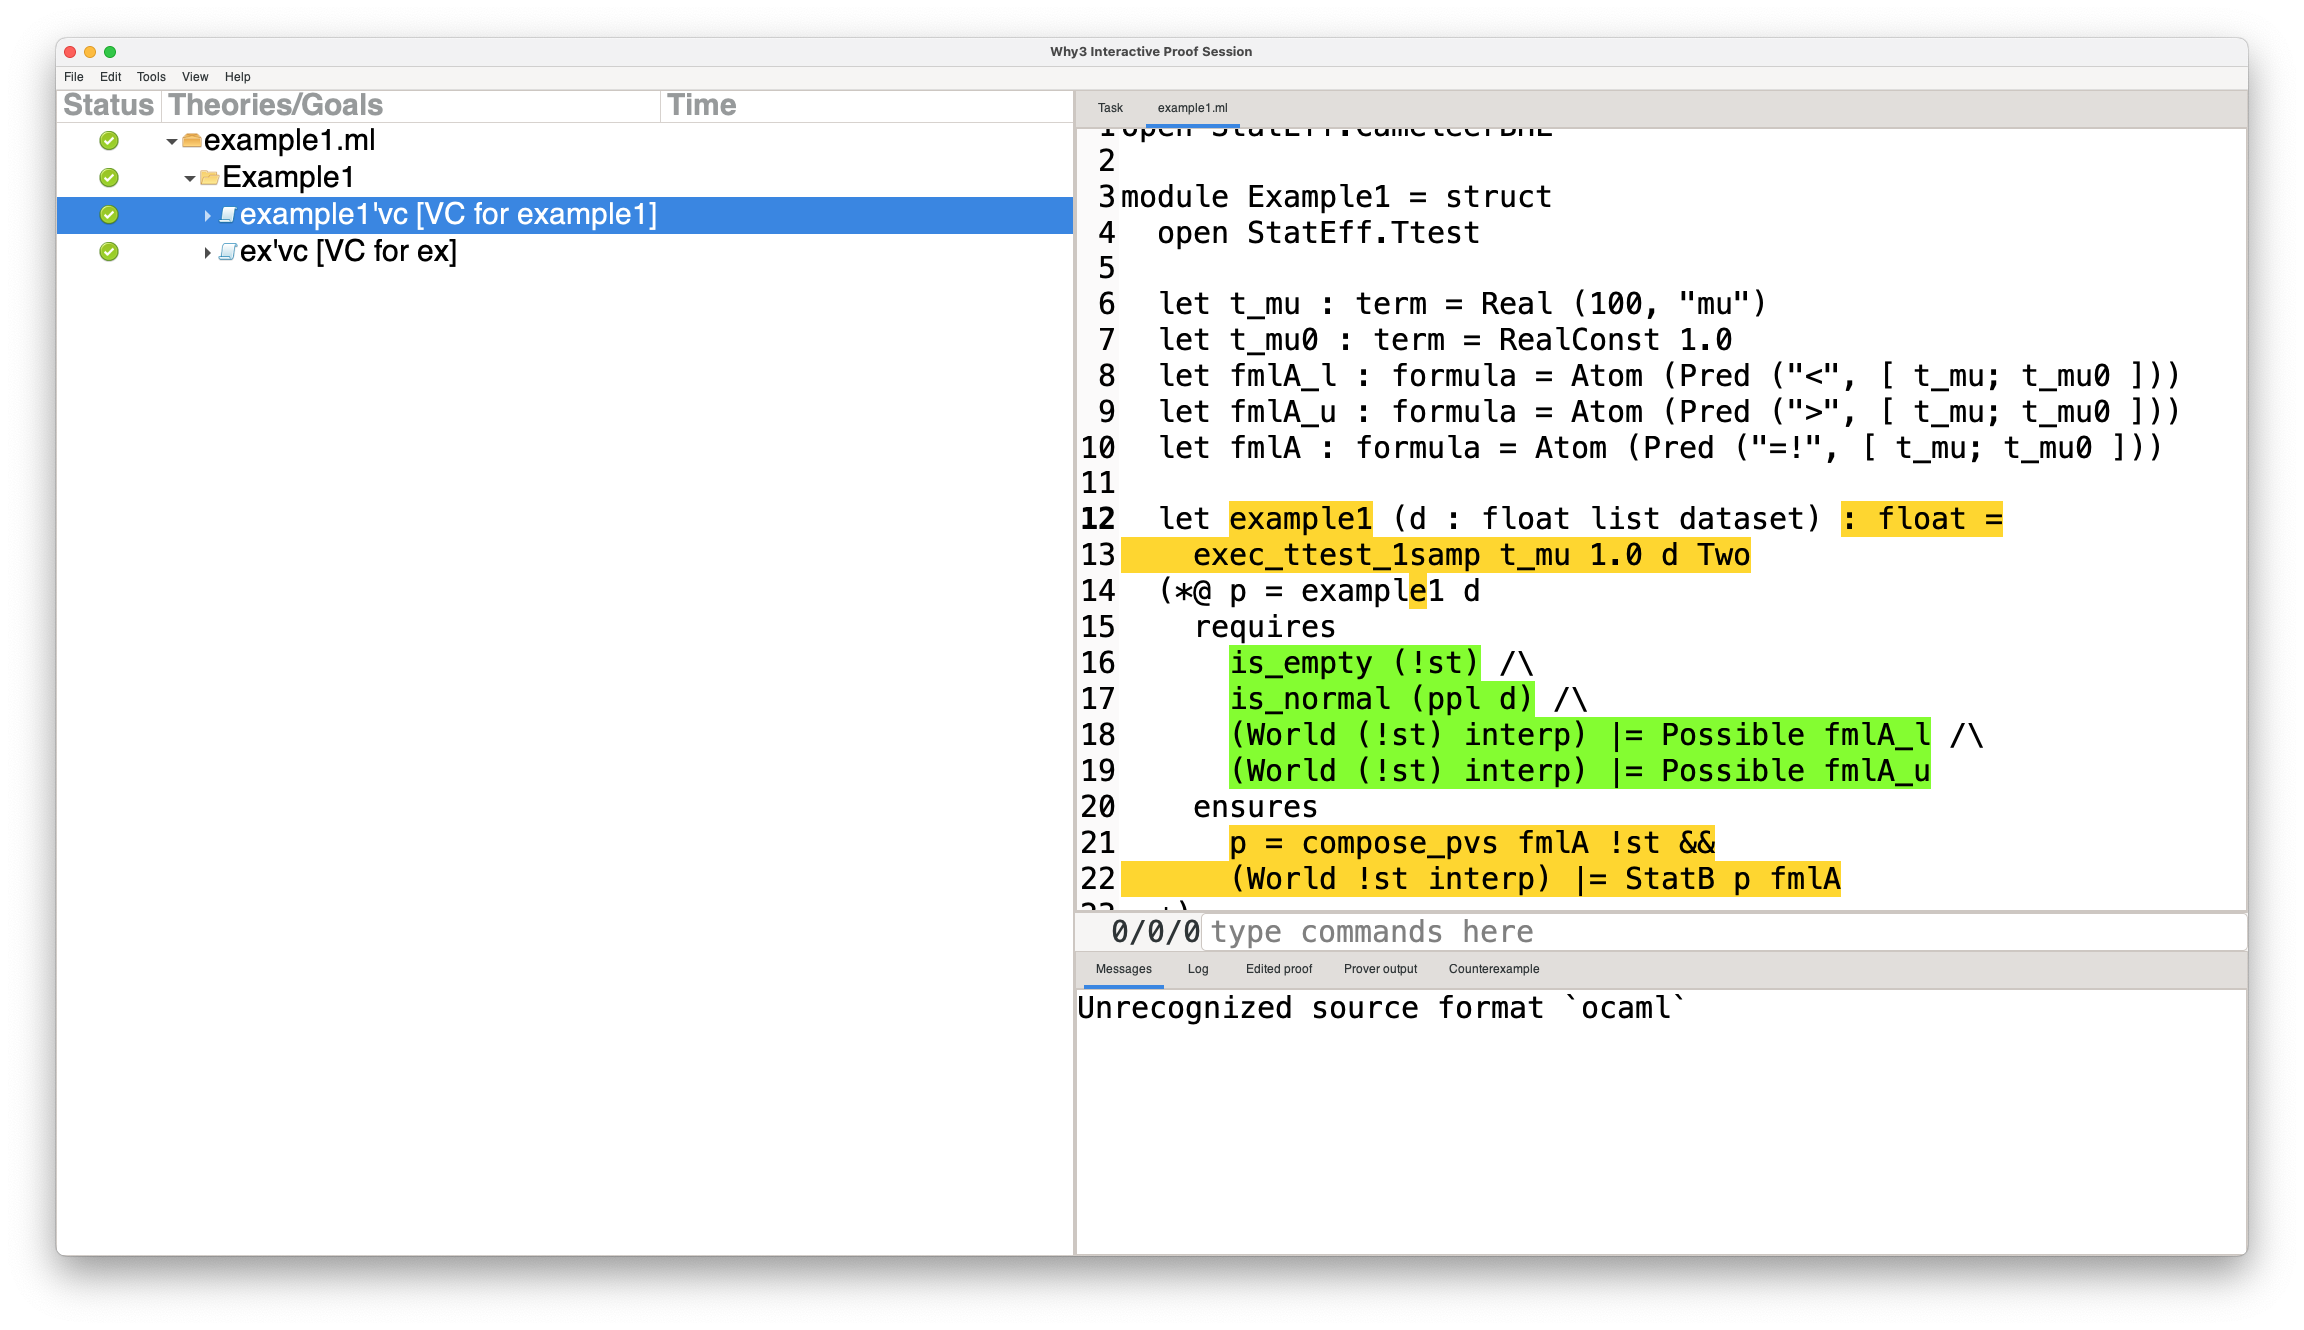 Why3 Interactive Proof Session
File Edit Tools View Help
Status Theories/Goals Time
example1.ml
Example1
example1'vc [VC for example1]
ex'vc [VC for ex]
Task example1.ml
1 open StatEff.CameleerBHL
2
3 module Example1 = struct
4 open StatEff.Ttest
5
6 let t_mu : term = Real (100, "mu")
7 let t_mu0 : term = RealConst 1.0
8 let fmlA_l : formula = Atom (Pred ("<", [ t_mu; t_mu0 ]))
9 let fmlA_u : formula = Atom (Pred (">", [ t_mu; t_mu0 ]))
10 let fmlA : formula = Atom (Pred ("=!", [ t_mu; t_mu0 ]))
11
12 let example1 (d : float list dataset) : float =
13 exec_ttest_1samp t_mu 1.0 d Two
14 (*@ p = example1 d
15 requires
16 is_empty (!st) /\
17 is_normal (ppl d) /\
18 (World (!st) interp) |= Possible fmlA_l /\
19 (World (!st) interp) |= Possible fmlA_u
20 ensures
21 p = compose_pvs fmlA !st &&
22 (World !st interp) |= StatB p fmlA
23 *)
0/0/0 type commands here
Messages Log Edited proof Prover output Counterexample
Unrecognized source format `ocaml`